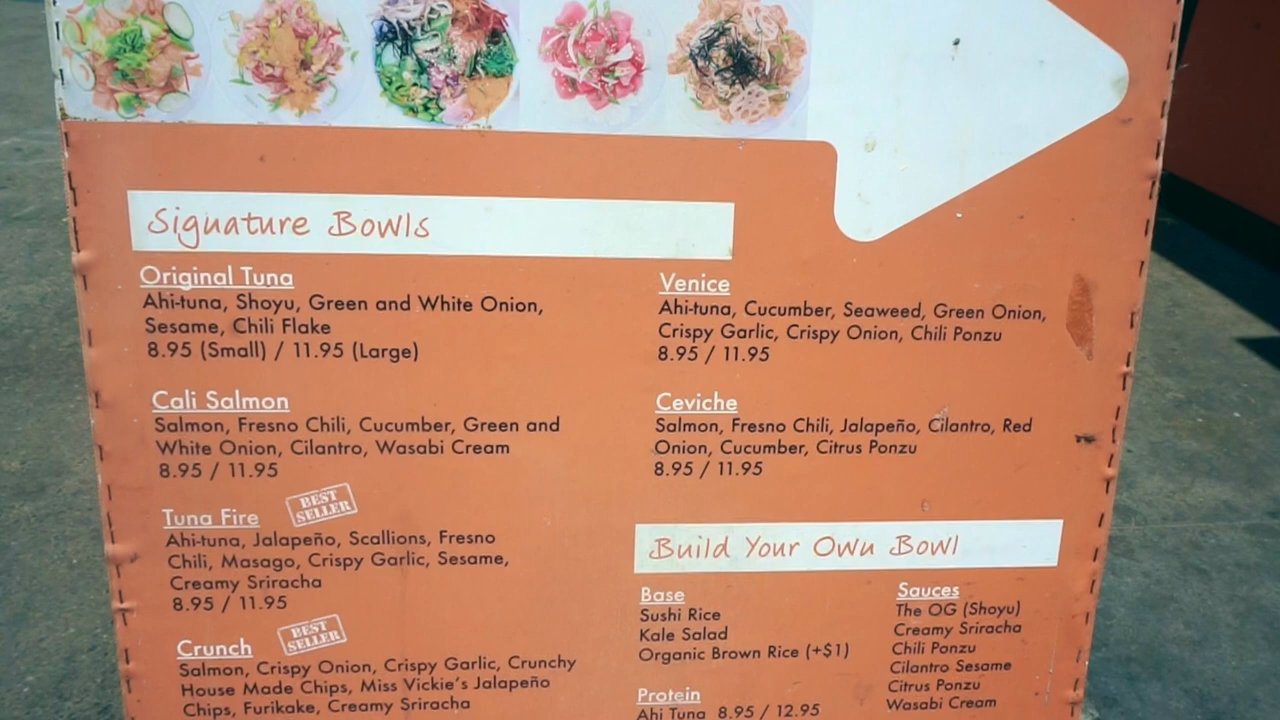 Signature Bowls
Original Tuna
Ahi-tuna, Shoyu, Green and White Onion,
Sesame, Chili Flake
8.95 (Small) / 11.95 (Large)
Cali Salmon
Salmon, Fresno Chili, Cucumber, Green and
White Onion, Cilantro, Wasabi Cream
8.95 / 11.95
Tuna Fire
BEST
SELLER
Ahi-tuna, Jalapeño, Scallions, Fresno
Chili, Masago, Crispy Garlic, Sesame,
Creamy Sriracha
8.95 / 11.95
Crunch
BEST
SELLER
Salmon, Crispy Onion, Crispy Garlic, Crunchy
House Made Chips, Miss Vickie's Jalapeño
Chips, Furikake, Creamy Sriracha
Venice
Ahi-tuna, Cucumber, Seaweed, Green Onion,
Crispy Garlic, Crispy Onion, Chili Ponzu
8.95 / 11.95
Ceviche
Salmon, Fresno Chili, Jalapeño, Cilantro, Red
Onion, Cucumber, Citrus Ponzu
8.95 / 11.95
Build Your Own Bowl
Base
Sushi Rice
Kale Salad
Organic Brown Rice (+$1)
Protein
Ahi Tuna 8.95 / 12.95
Sauces
The OG (Shoyu)
Creamy Sriracha
Chili Ponzu
Cilantro Sesame
Citrus Ponzu
Wasabi Cream